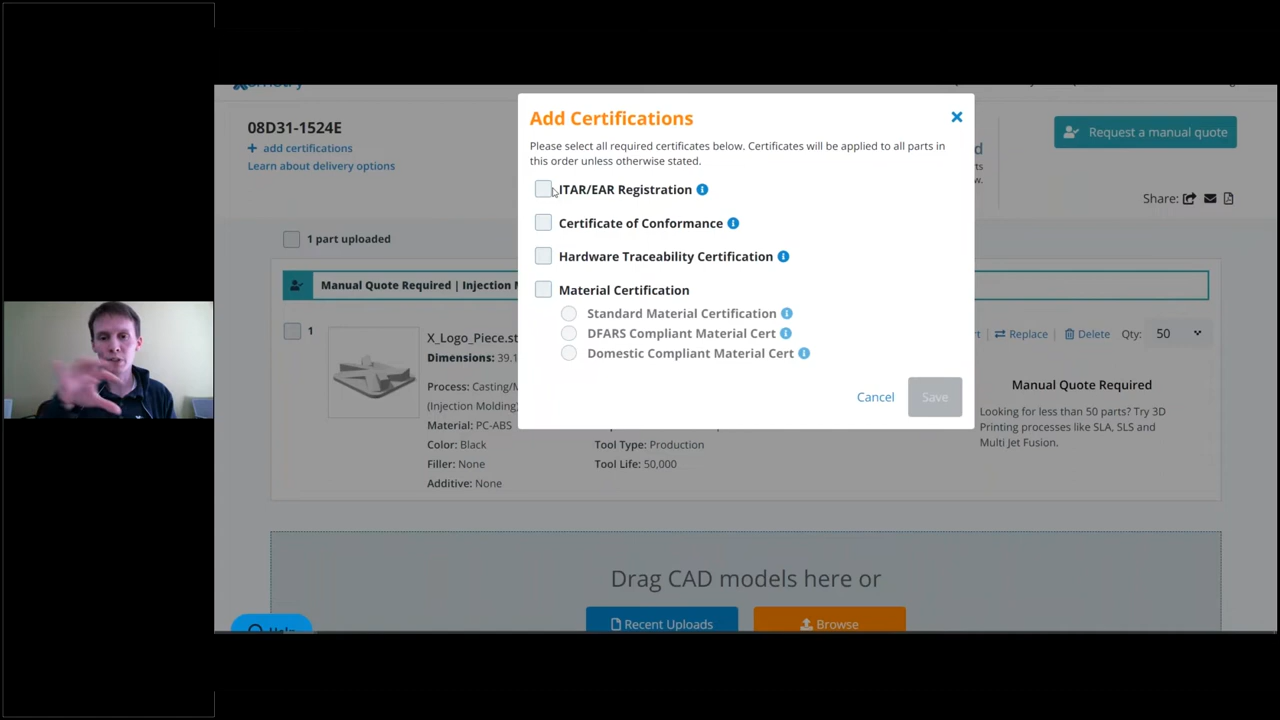 08D31-1524E
+ add certifications
Learn about delivery options
Request a manual quote
Share:
1 part uploaded
Manual Quote Required | Injection
1
X_Logo_Piece.st
Dimensions: 39.1
Process: Casting/M
(Injection Molding)
Material: PC-ABS
Color: Black
Filler: None
Additive: None
Tool Type: Production
Tool Life: 50,000
Replace
Delete
Qty:
50
Manual Quote Required
Looking for less than 50 parts? Try 3D
Printing processes like SLA, SLS and
Multi Jet Fusion.
Add Certifications
Please select all required certificates below. Certificates will be applied to all parts in
this order unless otherwise stated.
ITAR/EAR Registration
Certificate of Conformance
Hardware Traceability Certification
Material Certification
Standard Material Certification
DFARS Compliant Material Cert
Domestic Compliant Material Cert
Cancel
Save
Drag CAD models here or
Recent Uploads
Browse